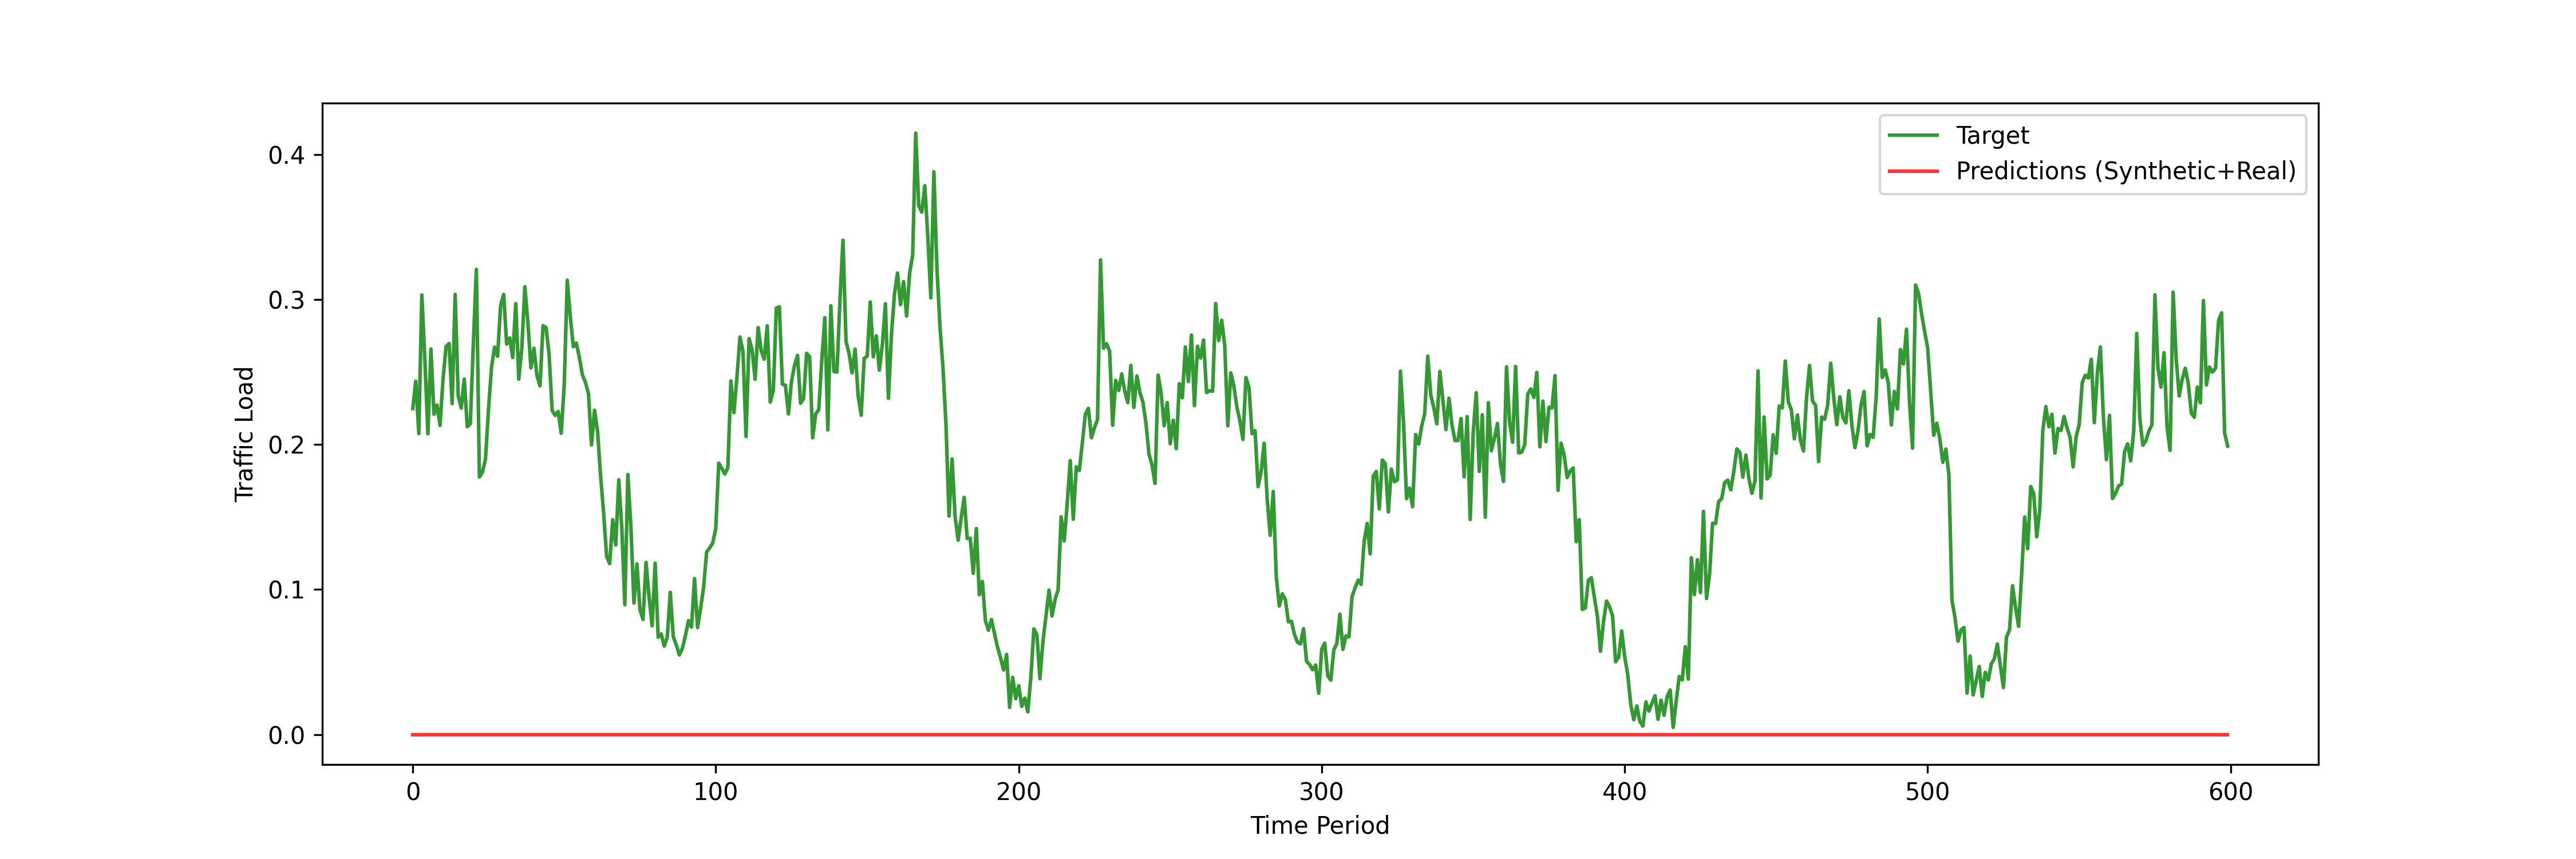 Target
Predictions (Synthetic+Real)
Traffic Load
0.4
0.3
0.2
0.1
0.0
0 100 200 300 400 500 600
Time Period